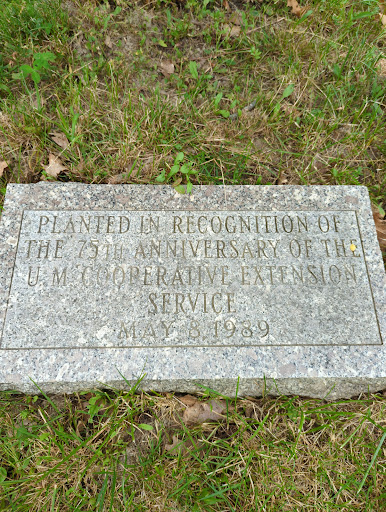 PLANTED IN RECOGNITION OF
THE 75TH ANNIVERSARY OF THE
U.M. COOPERATIVE EXTENSION
SERVICE
MAY 8, 1989